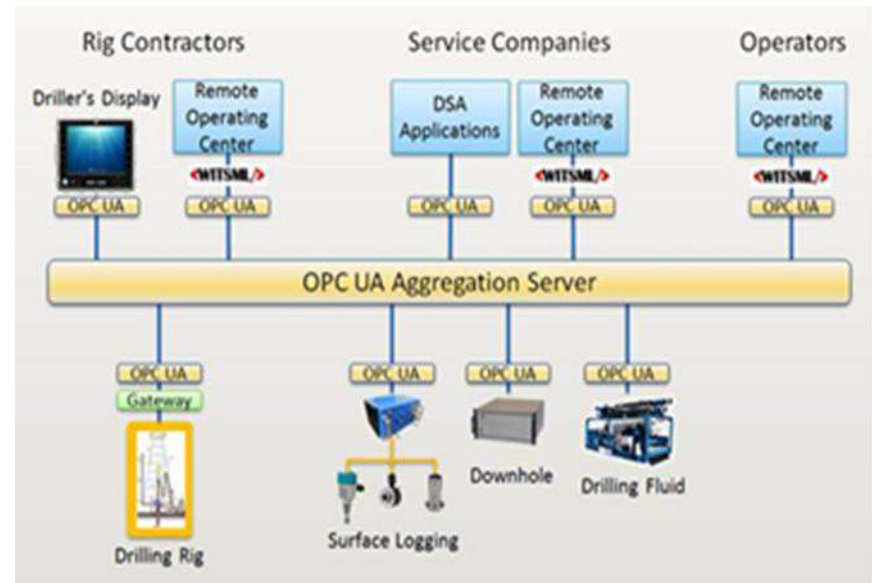 Rig Contractors
Service Companies
Operators
Driller's Display
Remote
Operating
Center
DSA
Applications
Remote
Operating
Center
Remote
Operating
Center
<WITSML/>
<WITSML/>
<WITSML/>
OPC UA
OPC UA
OPC UA
OPC UA
OPC UA
OPC UA Aggregation Server
OPC UA
OPC UA
OPC UA
OPC UA
Gateway
Downhole
Drilling Fluid
Surface Logging
Drilling Rig